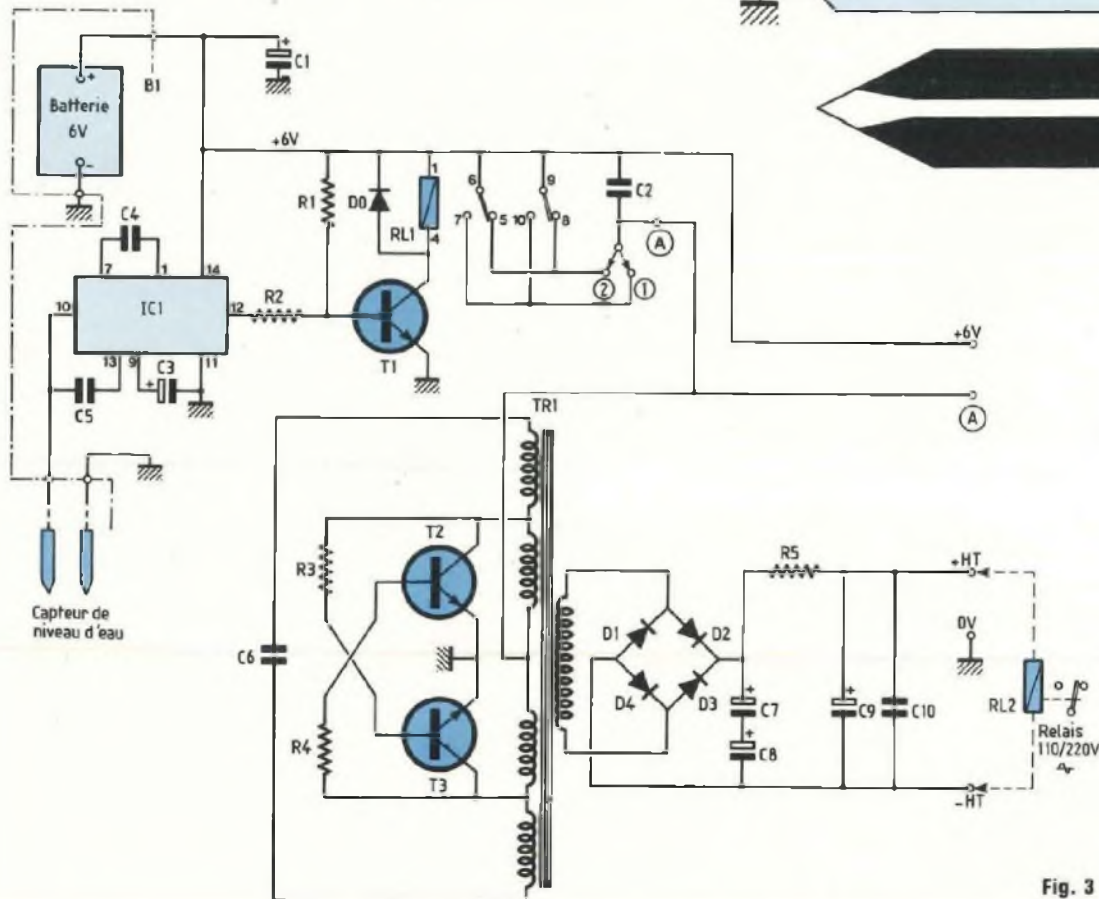 B1
+
C1
+
Batterie
6V
-
+6V
C4
R1
D0
1
RL1
4
6
7
5
9
10
8
C2
A
2
1
7
1
14
10
IC1
12
R2
13
9
11
C5
+
C3
T1
+6V
A
TR1
Capteur de
niveau d'eau
R3
T2
R4
T3
C6
D1
D2
D4
D3
R5
+
C7
+
C8
+
C9
C10
+HT
0V
RL2
Relais
110/220V
-HT
Fig. 3